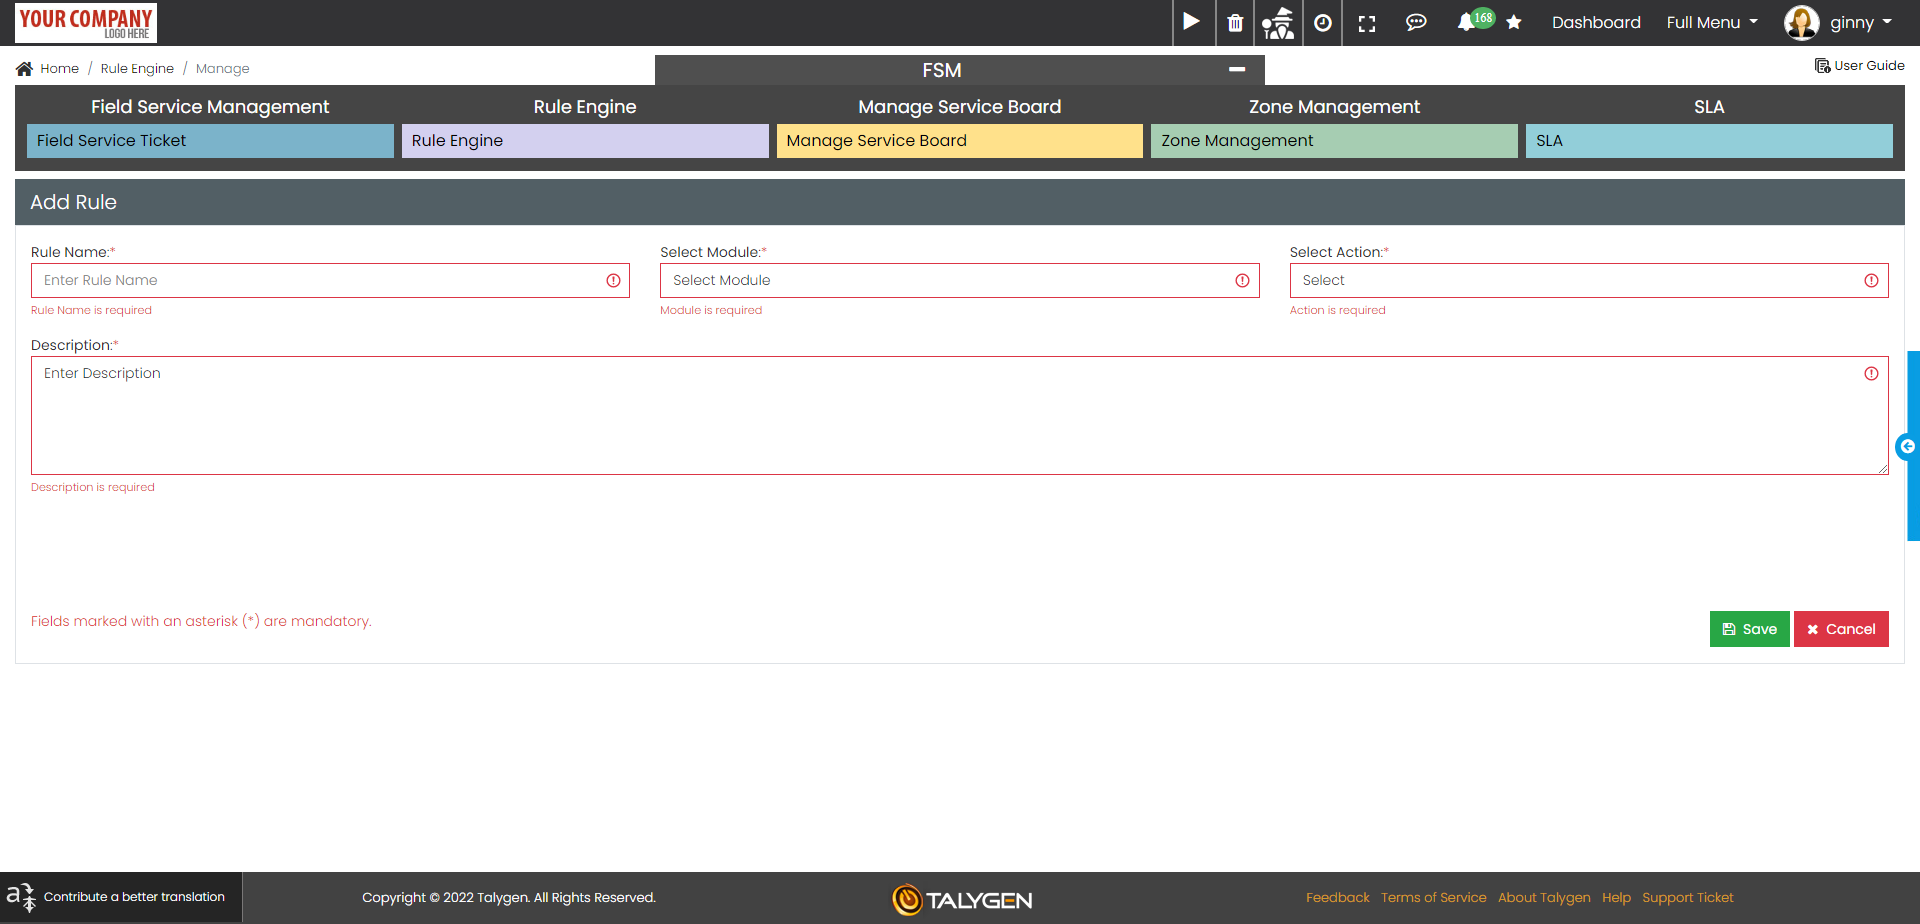 YOUR COMPANY
LOGO HERE
168
Dashboard
Full Menu
ginny
Home / Rule Engine / Manage
FSM
User Guide
Field Service Management
Rule Engine
Manage Service Board
Zone Management
SLA
Field Service Ticket
Rule Engine
Manage Service Board
Zone Management
SLA
Add Rule
Rule Name:*
Select Module:*
Select Action:*
Enter Rule Name
Select Module
Select
Rule Name is required
Module is required
Action is required
Description:*
Enter Description
Description is required
Fields marked with an asterisk (*) are mandatory.
Save
Cancel
Contribute a better translation
Copyright © 2022 Talygen. All Rights Reserved.
TALYGEN
Feedback Terms of Service About Talygen Help Support Ticket